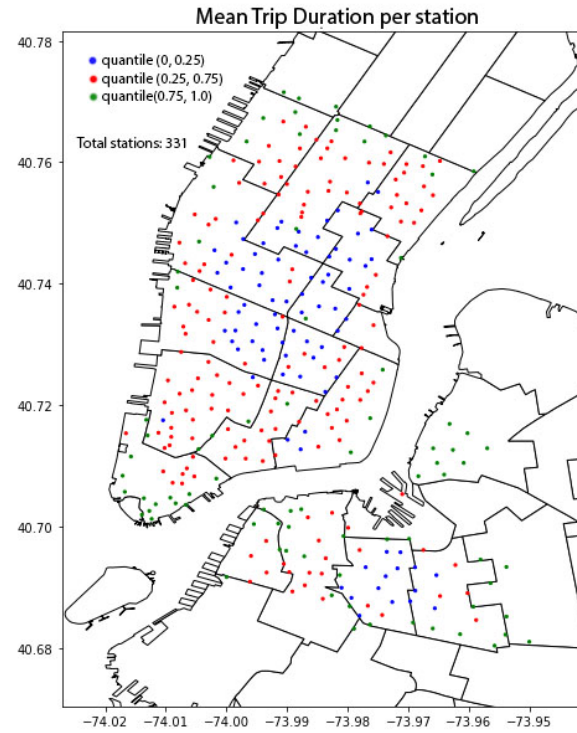 Mean Trip Duration per station
40.78
quantile (0, 0.25)
quantile (0.25, 0.75)
quantile(0.75, 1.0)
Total stations: 331
40.76
40.74
40.72
40.70
40.68
−74.02 −74.01 −74.00 −73.99 −73.98 −73.97 −73.96 −73.95